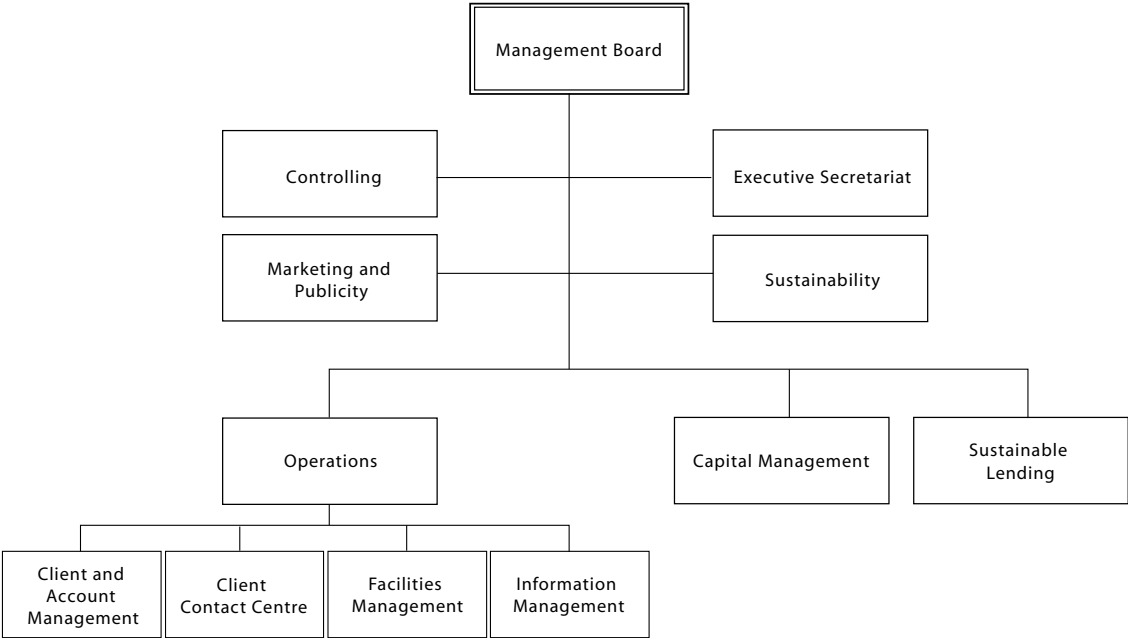 Management Board
Controlling
Executive Secretariat
Marketing and
Publicity
Sustainability
Operations
Capital Management
Sustainable
Lending
Client and
Account
Management
Client
Contact Centre
Facilities
Management
Information
Management